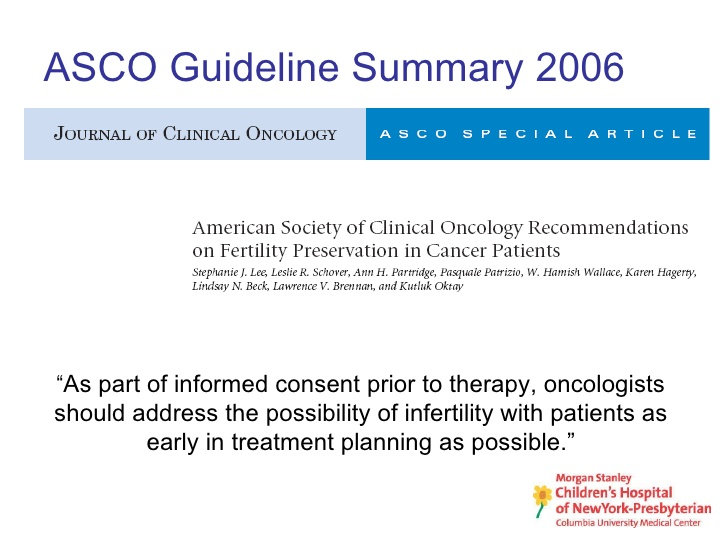 ASCO Guideline Summary 2006
JOURNAL OF CLINICAL ONCOLOGY
ASCO SPECIAL ARTICLE
American Society of Clinical Oncology Recommendations
on Fertility Preservation in Cancer Patients
Stephanie J. Lee, Leslie R. Schover, Ann H. Partridge, Pasquale Patrizio, W. Hamish Wallace, Karen Hagerty,
Lindsay N. Beck, Lawrence V. Brennan, and Kutluk Oktay
“As part of informed consent prior to therapy, oncologists
should address the possibility of infertility with patients as
early in treatment planning as possible.”
Morgan Stanley
Children's Hospital
of NewYork-Presbyterian
Columbia University Medical Center